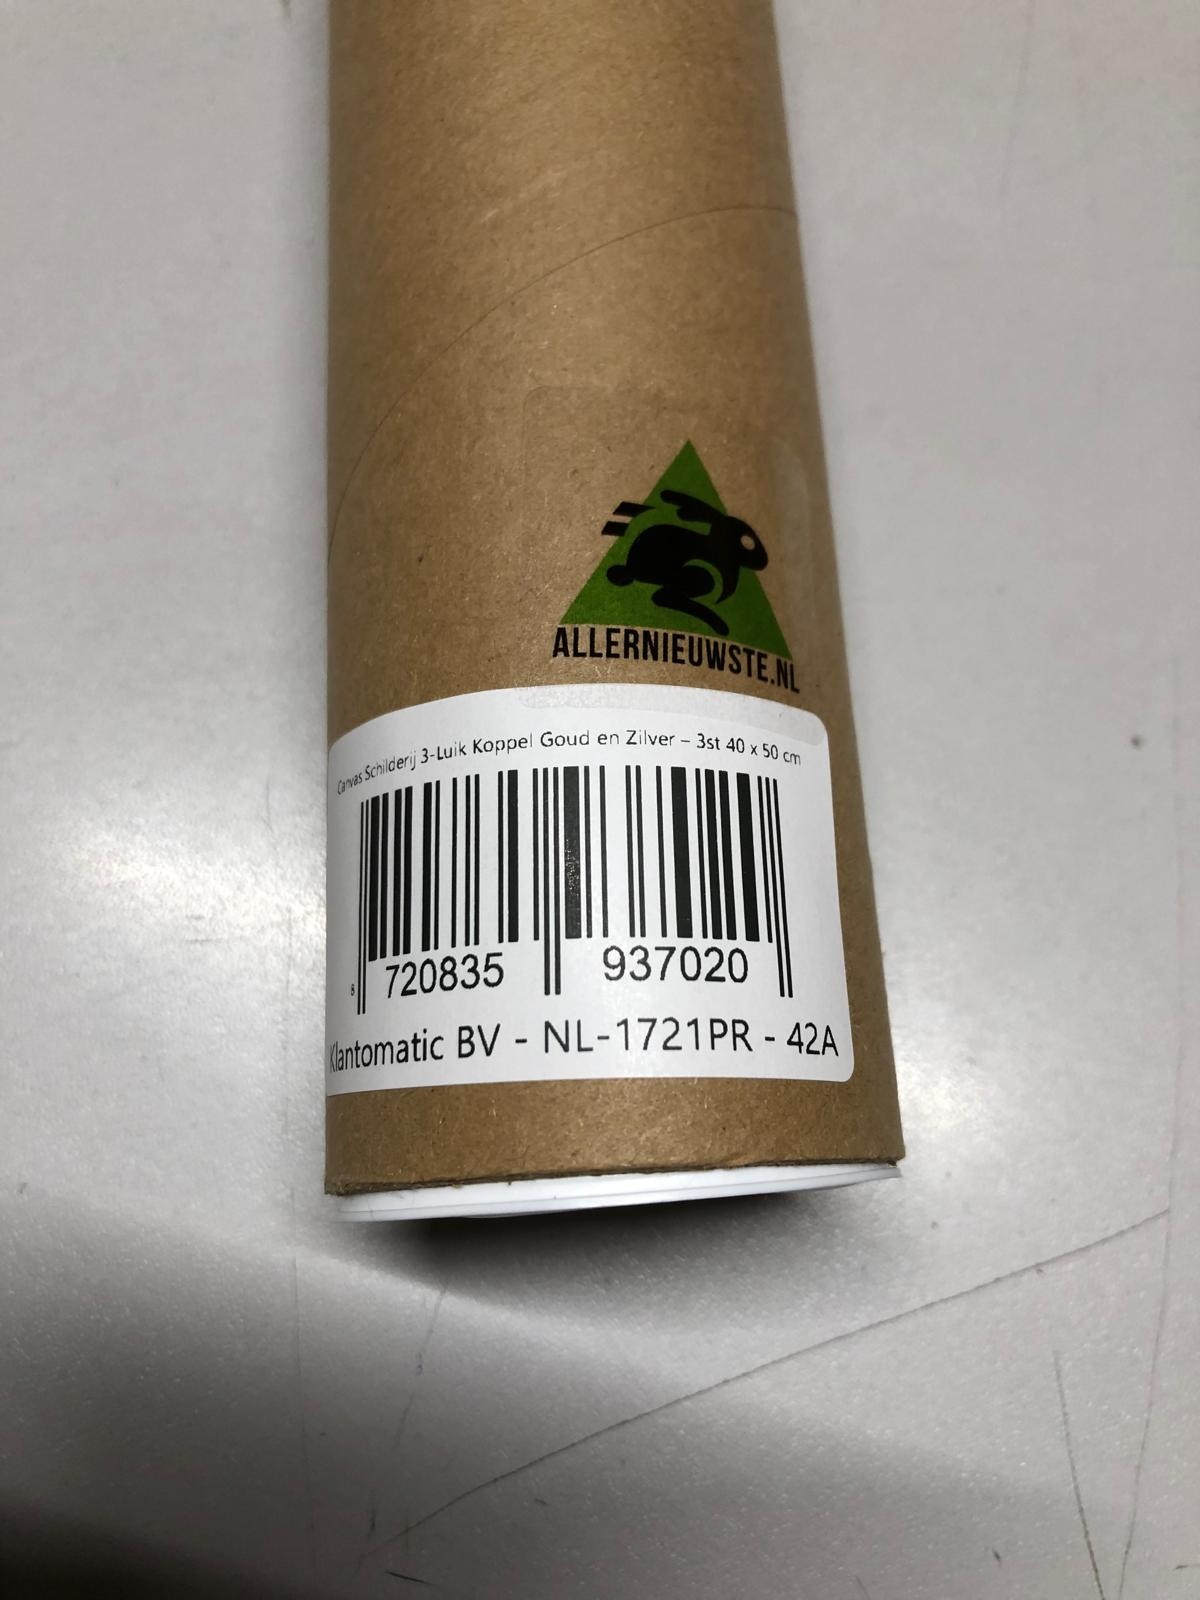 ALLERNIEUWSTE.NL
Canvas Schilderij 3-Luik Koppel Goud en Zilver – 3st 40 x 50 cm
8 720835 937020
Klantomatic BV - NL-1721PR - 42A